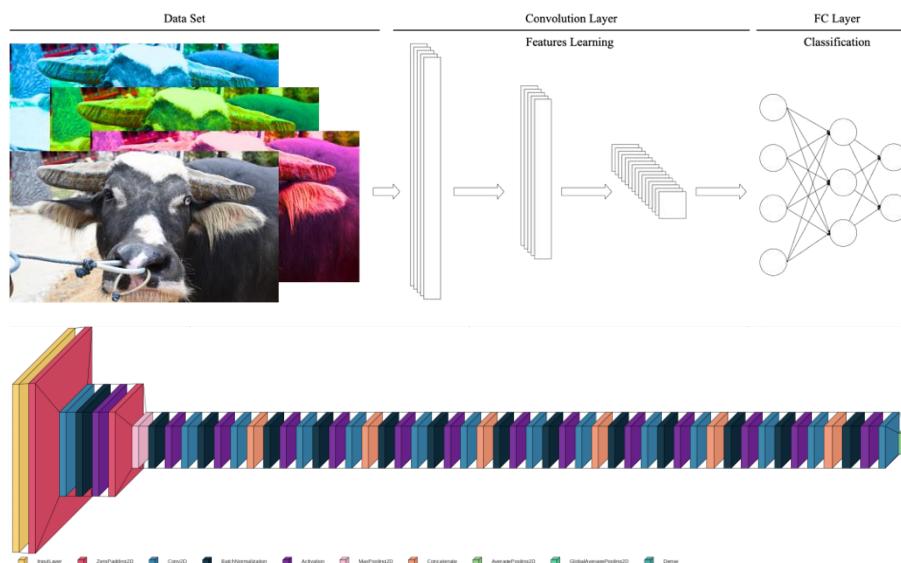 Data Set
Convolution Layer
FC Layer
Features Learning
Classification
InputLayer
ZeroPadding2D
Conv2D
BatchNormalization
Activation
MaxPooling2D
Concatenate
AveragePooling2D
GlobalAveragePooling2D
Dense